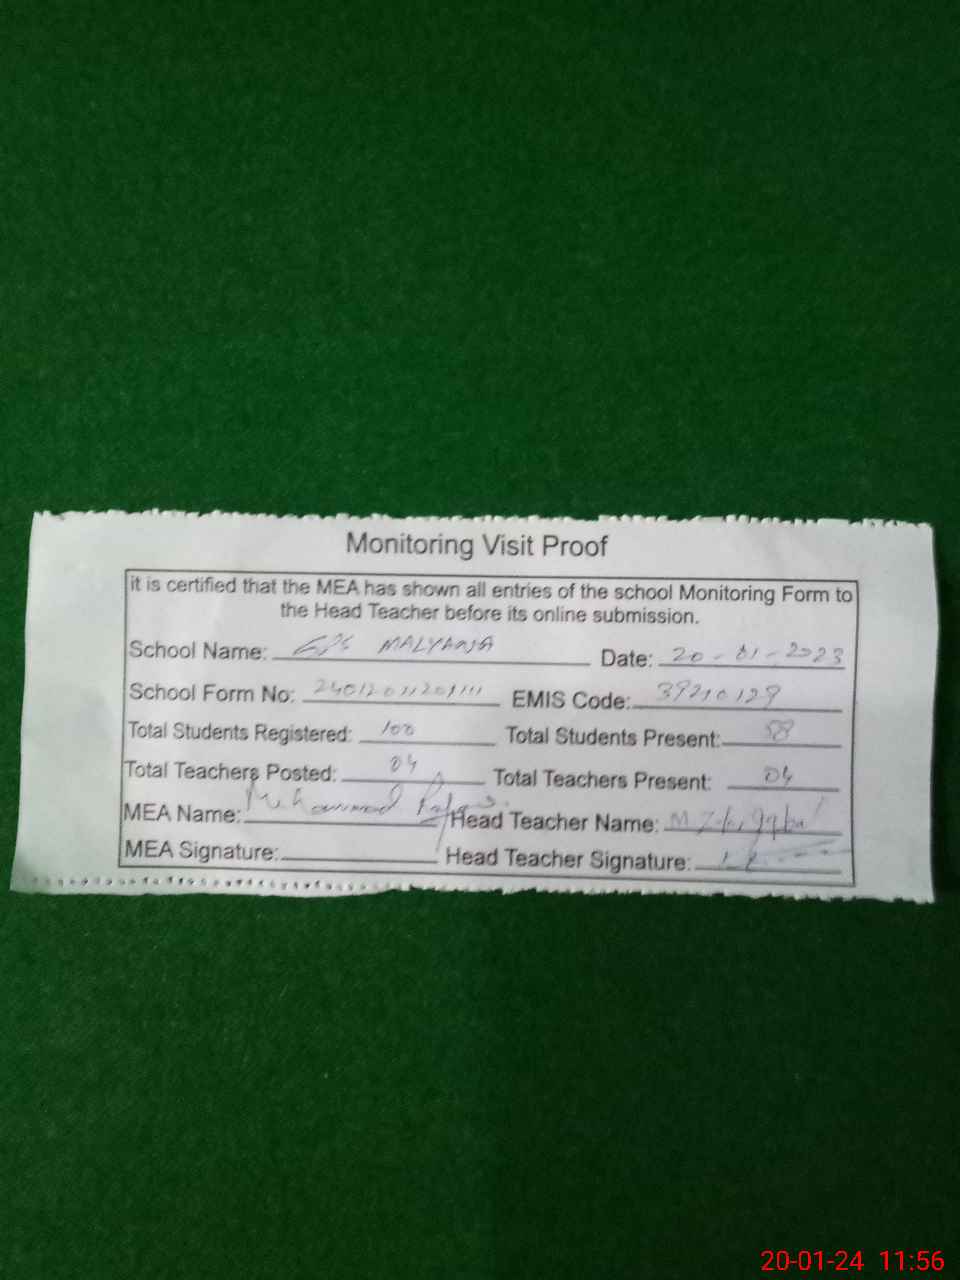 Monitoring Visit Proof
it is certified that the MEA has shown all entries of the school Monitoring Form to
the Head Teacher before its online submission.
School Name: GPS MALYANA Date: 20-01-2023
School Form No: EMIS Code: 39210129
Total Students Registered: 100 Total Students Present: 58
Total Teachers Posted: 04 Total Teachers Present: 04
MEA Name: Muhammad Head Teacher Name: M
MEA Signature: Head Teacher Signature:
20-01-24 11:56